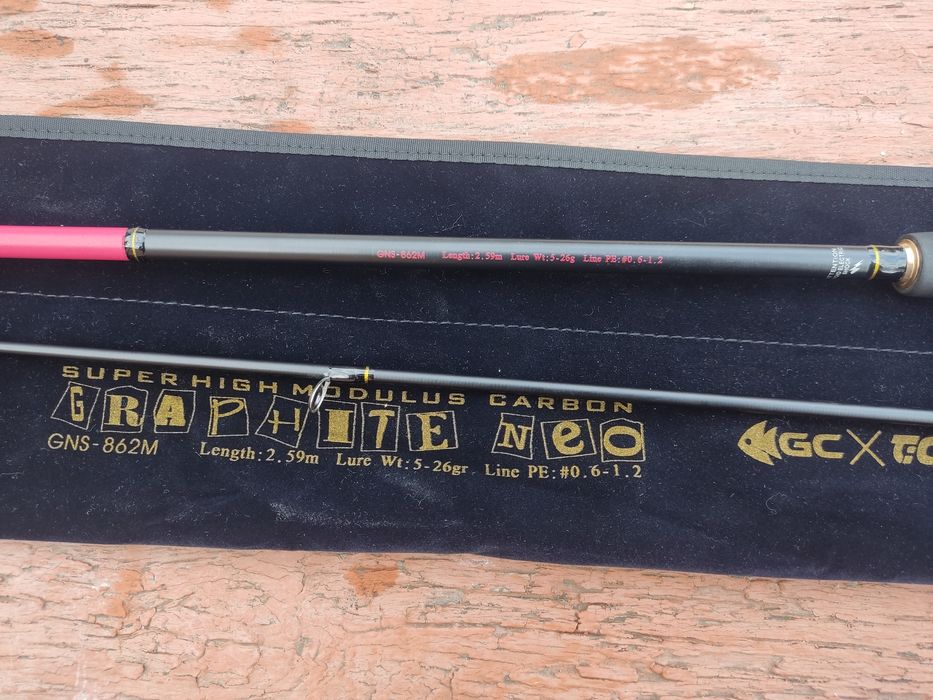 GNS-862M Length:2.59m Lure Wt:5-26g Line PE:#0.6-1.2
SUPER HIGH MODULUS CARBON
GRAPHITE NEO
GNS-862M Length:2.59m Lure Wt:5-26gr Line PE:#0.6-1.2
GC X